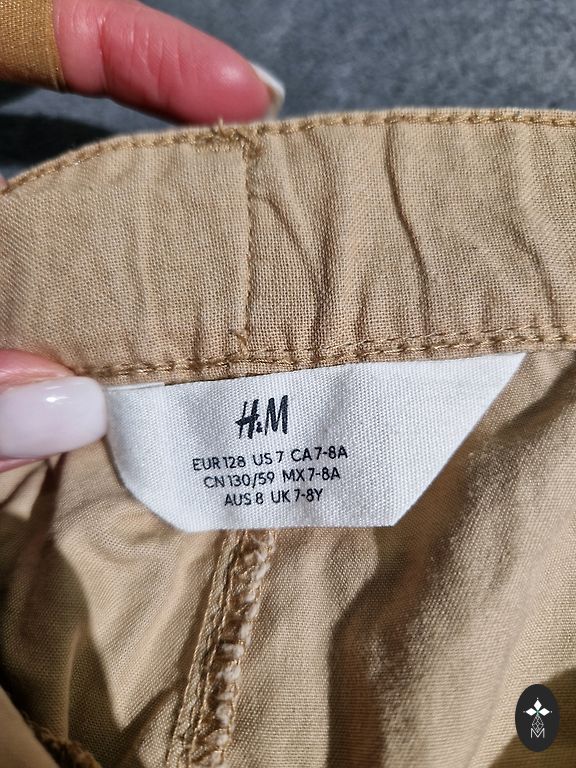 H&M
EUR 128 US 7 CA 7-8A
CN 130/59 MX 7-8A
AUS 8 UK 7-8Y